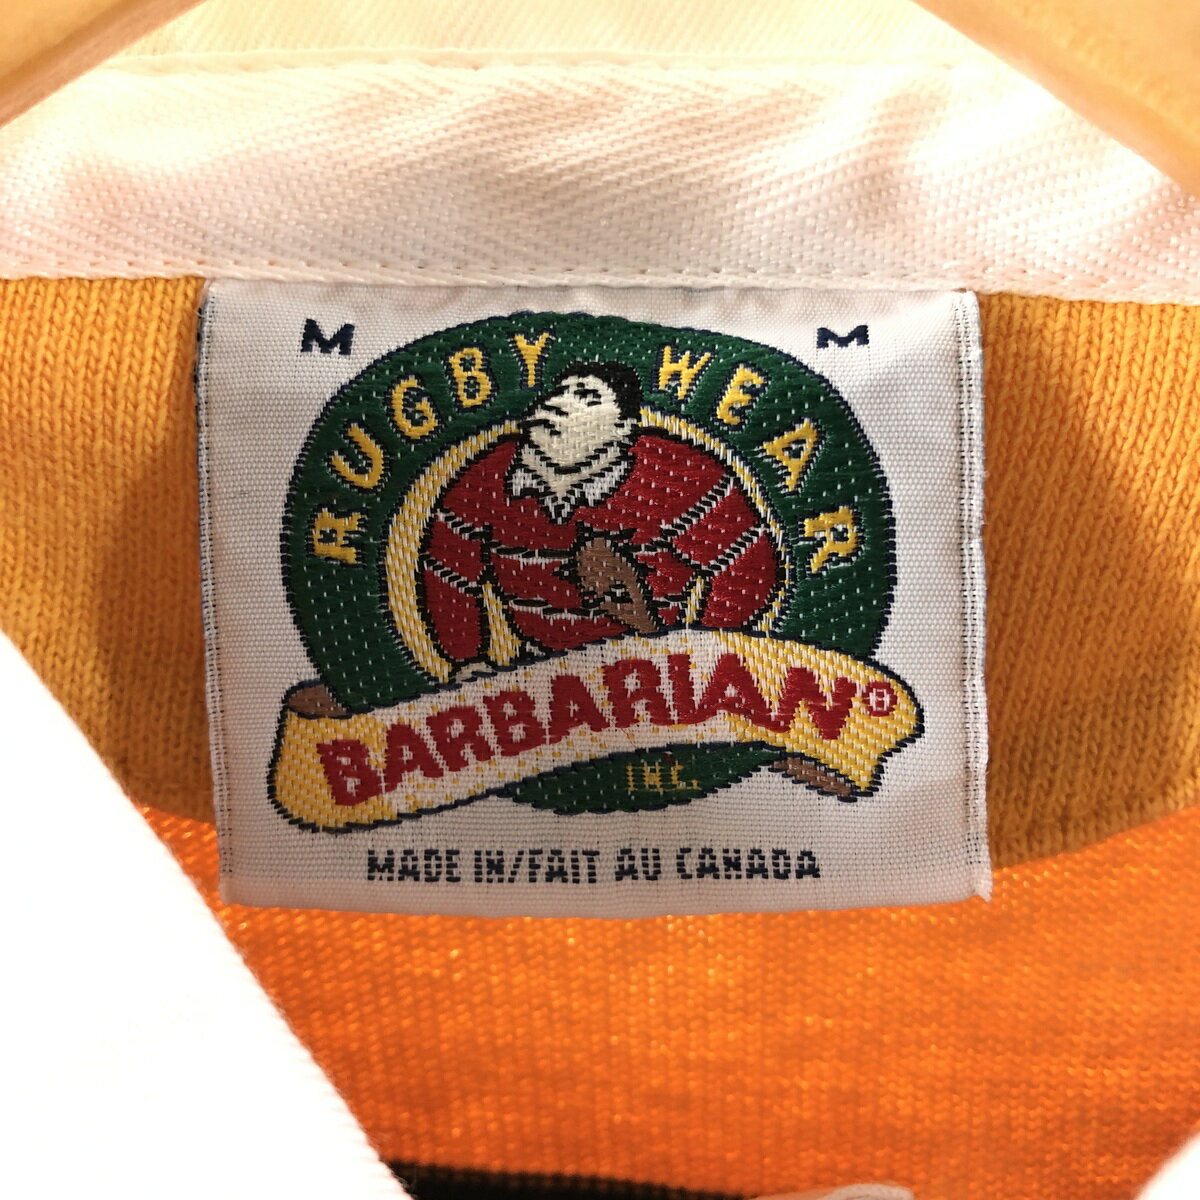 M M
RUGBY WEAR
BARBARIAN®
INC.
MADE IN/FAIT AU CANADA